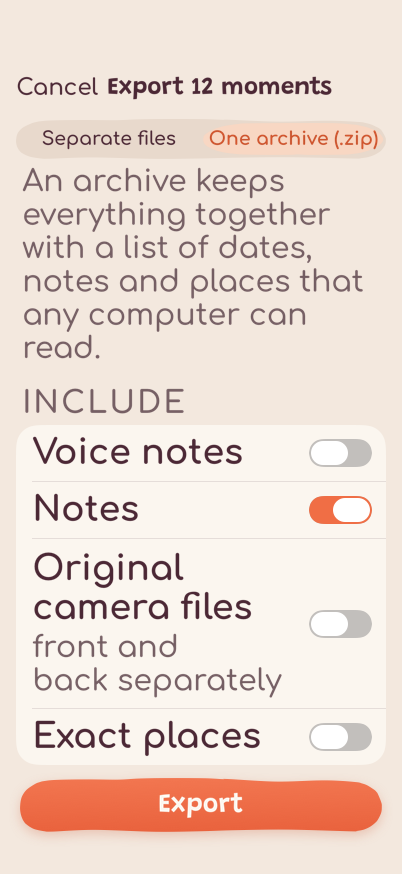 Cancel Export 12 moments
Separate files One archive (.zip)
An archive keeps
everything together
with a list of dates,
notes and places that
any computer can
read.
INCLUDE
Voice notes
Notes
Original
camera files
front and
back separately
Exact places
Export